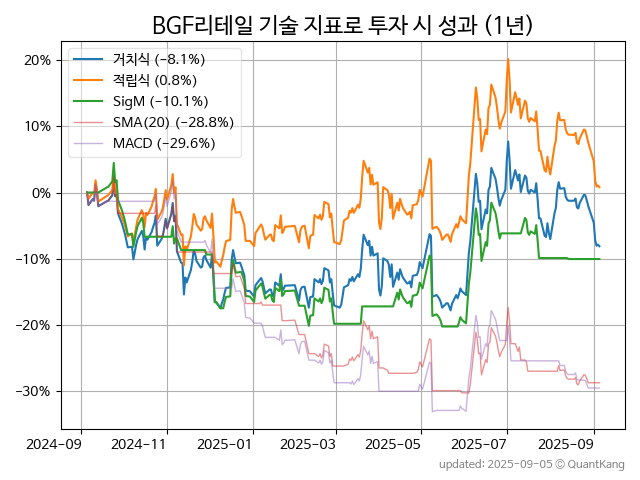 BGF리테일 기술 지표로 투자 시 성과 (1년)
거치식 (−8.1%)
적립식 (0.8%)
SigM (−10.1%)
SMA(20) (−28.8%)
MACD (−29.6%)
20%
10%
0%
−10%
−20%
−30%
2024-09 2024-11 2025-01 2025-03 2025-05 2025-07 2025-09
updated: 2025-09-05 © QuantKang